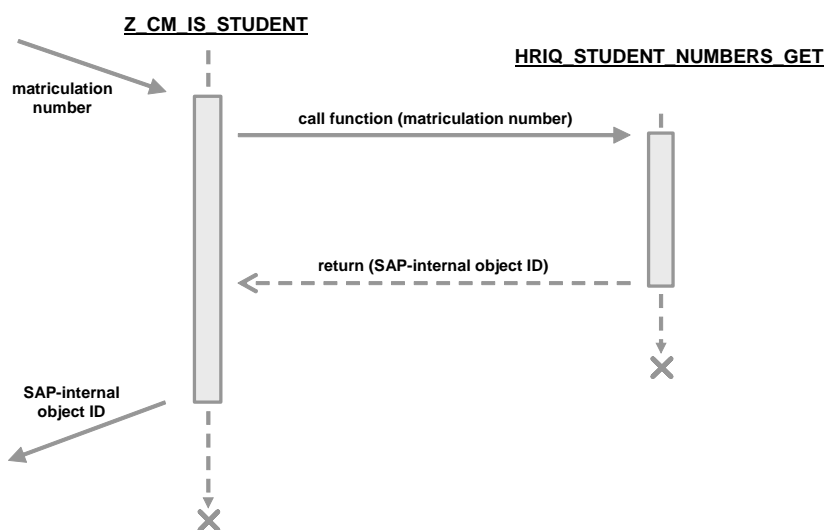 Z_CM_IS_STUDENT
HRIQ_STUDENT_NUMBERS_GET
matriculation
number
call function (matriculation number)
return (SAP-internal object ID)
SAP-internal
object ID